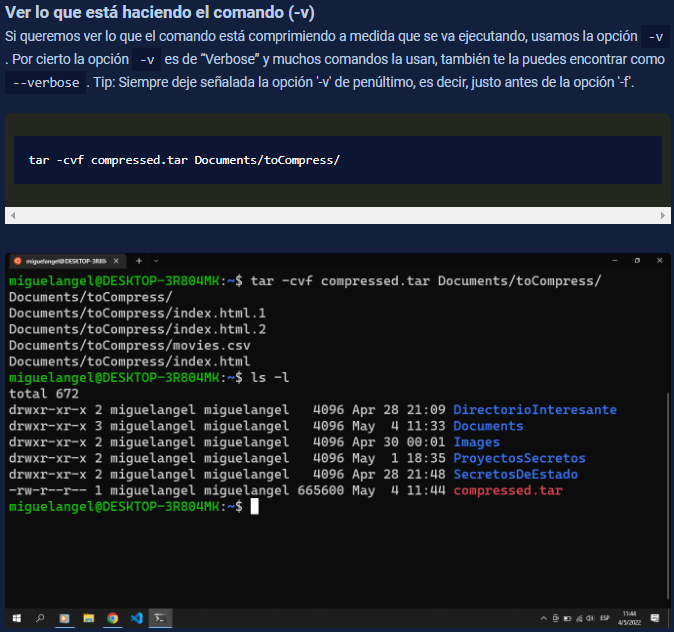 Ver lo que está haciendo el comando (-v)
Si queremos ver lo que el comando está comprimiendo a medida que se va ejecutando, usamos la opción -v
. Por cierto la opción -v es de “Verbose” y muchos comandos la usan, también te la puedes encontrar como
--verbose . Tip: Siempre deje señalada la opción '-v' de penúltimo, es decir, justo antes de la opción '-f'.
tar -cvf compressed.tar Documents/toCompress/
miguelangel@DESKTOP-3R80
miguelangel@DESKTOP-3R804MK:~$ tar -cvf compressed.tar Documents/toCompress/
Documents/toCompress/
Documents/toCompress/index.html.1
Documents/toCompress/index.html.2
Documents/toCompress/movies.csv
Documents/toCompress/index.html
miguelangel@DESKTOP-3R804MK:~$ ls -l
total 672
drwxr-xr-x 2 miguelangel miguelangel 4096 Apr 28 21:09 DirectorioInteresante
drwxr-xr-x 3 miguelangel miguelangel 4096 May 4 11:33 Documents
drwxr-xr-x 2 miguelangel miguelangel 4096 Apr 30 00:01 Images
drwxr-xr-x 2 miguelangel miguelangel 4096 May 1 18:35 ProyectosSecretos
drwxr-xr-x 2 miguelangel miguelangel 4096 Apr 28 21:48 SecretosDeEstado
-rw-r--r-- 1 miguelangel miguelangel 665600 May 4 11:44 compressed.tar
miguelangel@DESKTOP-3R804MK:~$
ESP
11:44
4/5/2022